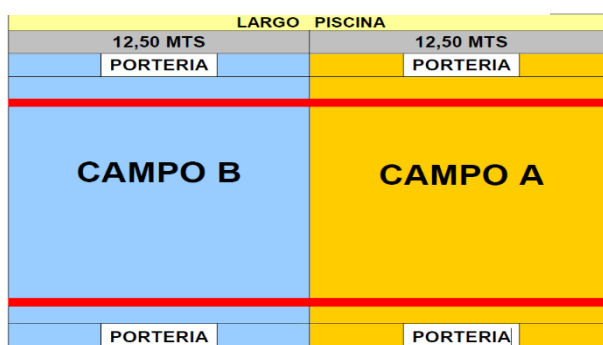 LARGO PISCINA
12,50 MTS 12,50 MTS
PORTERIA PORTERIA
CAMPO B CAMPO A
PORTERIA PORTERIA